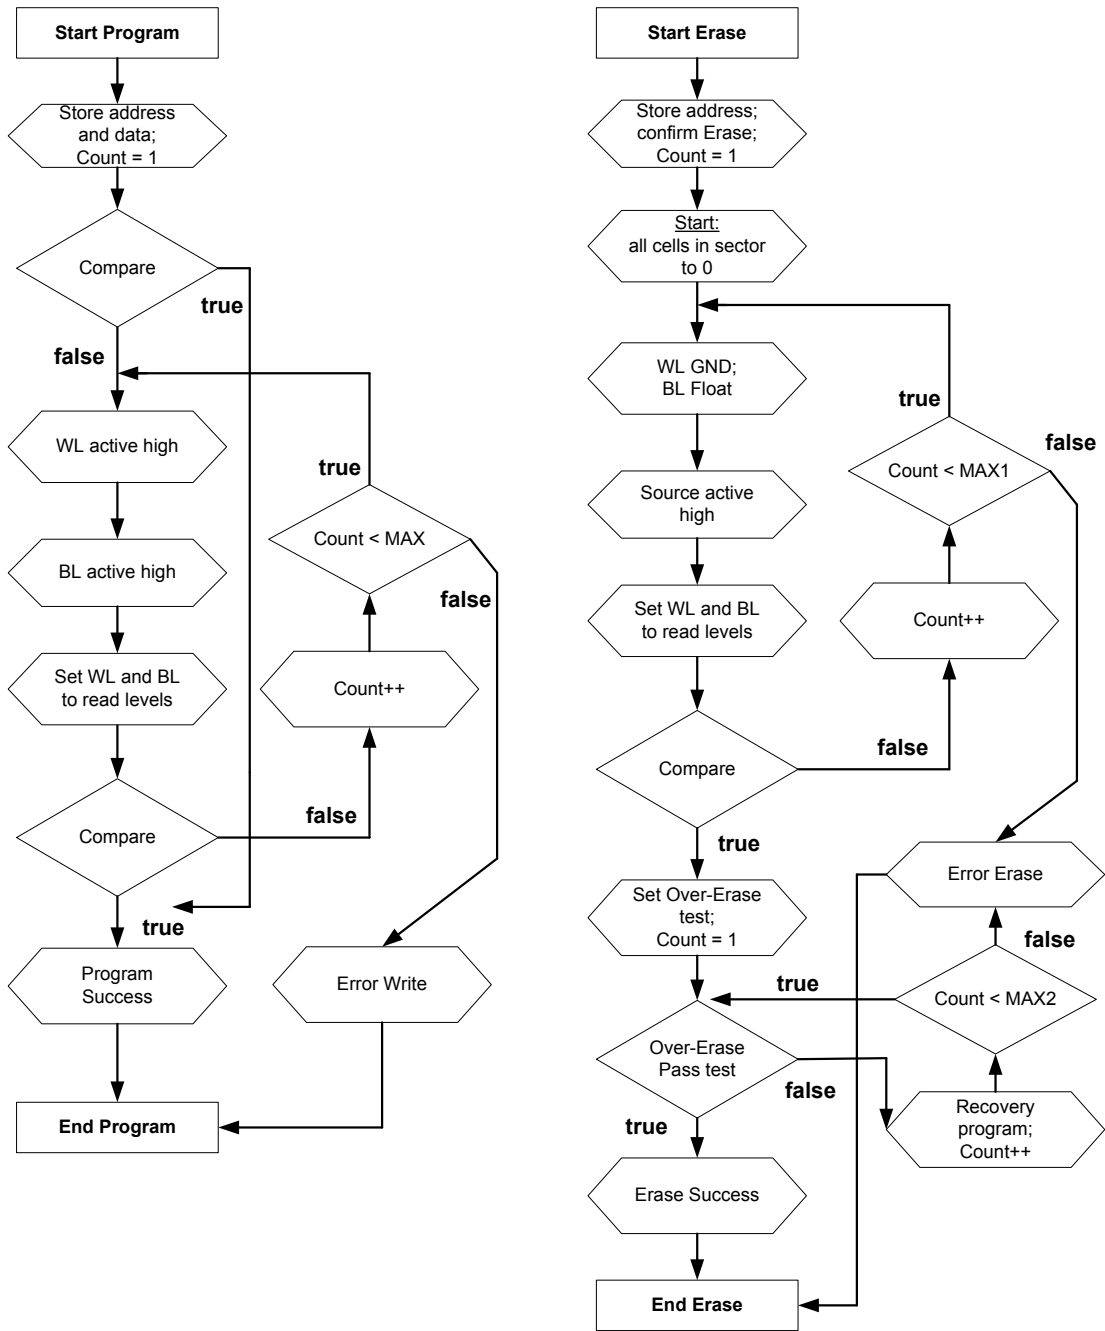 Start Program
Store address
and data;
Count = 1
Compare
true
false
WL active high
BL active high
Set WL and BL
to read levels
Compare
true
Program
Success
End Program
true
Count < MAX
false
Count++
false
Error Write
Start Erase
Store address;
confirm Erase;
Count = 1
Start:
all cells in sector
to 0
WL GND;
BL Float
Source active
high
Set WL and BL
to read levels
Compare
false
true
Set Over-Erase
test;
Count = 1
Over-Erase
Pass test
false
true
Erase Success
End Erase
true
Count < MAX1
false
Count++
Error Erase
false
true
Count < MAX2
Recovery
program;
Count++